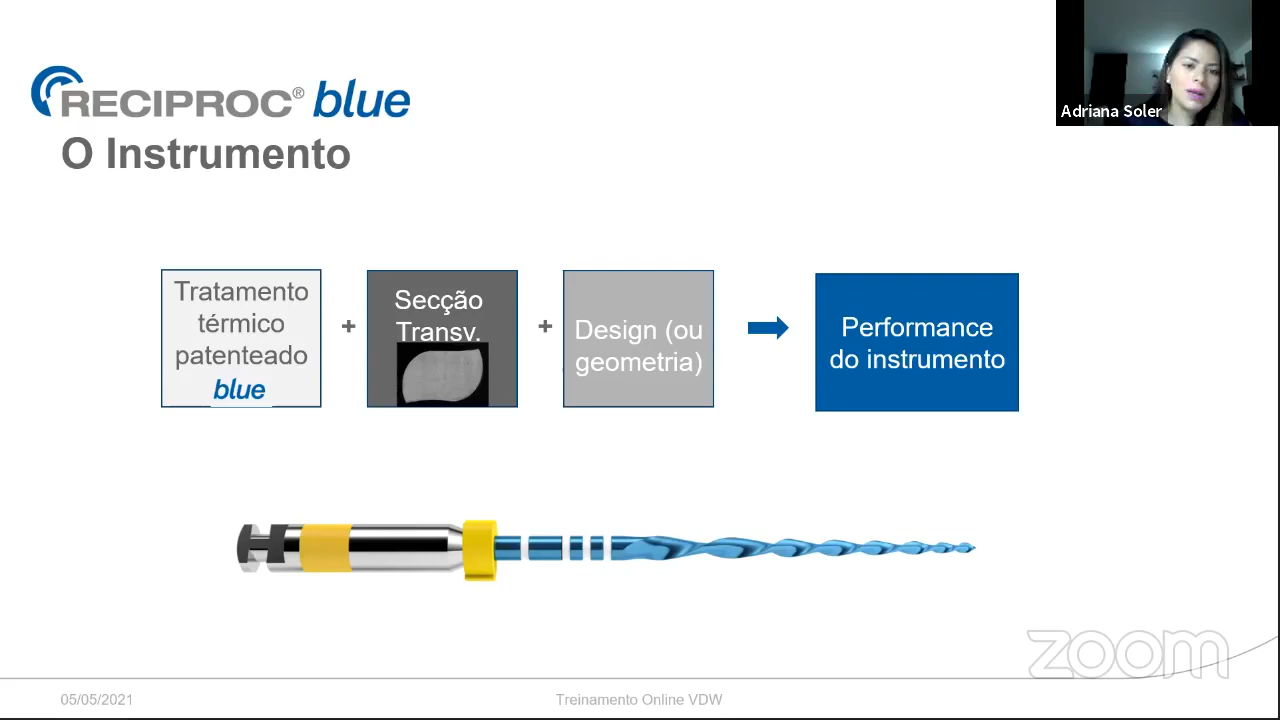 RECIPROC® blue
O Instrumento
Adriana Soler
Tratamento
térmico
patenteado
blue
+
Secção
Transv.
+
Design (ou
geometria)
Performance
do instrumento
zoom
05/05/2021
Treinamento Online VDW